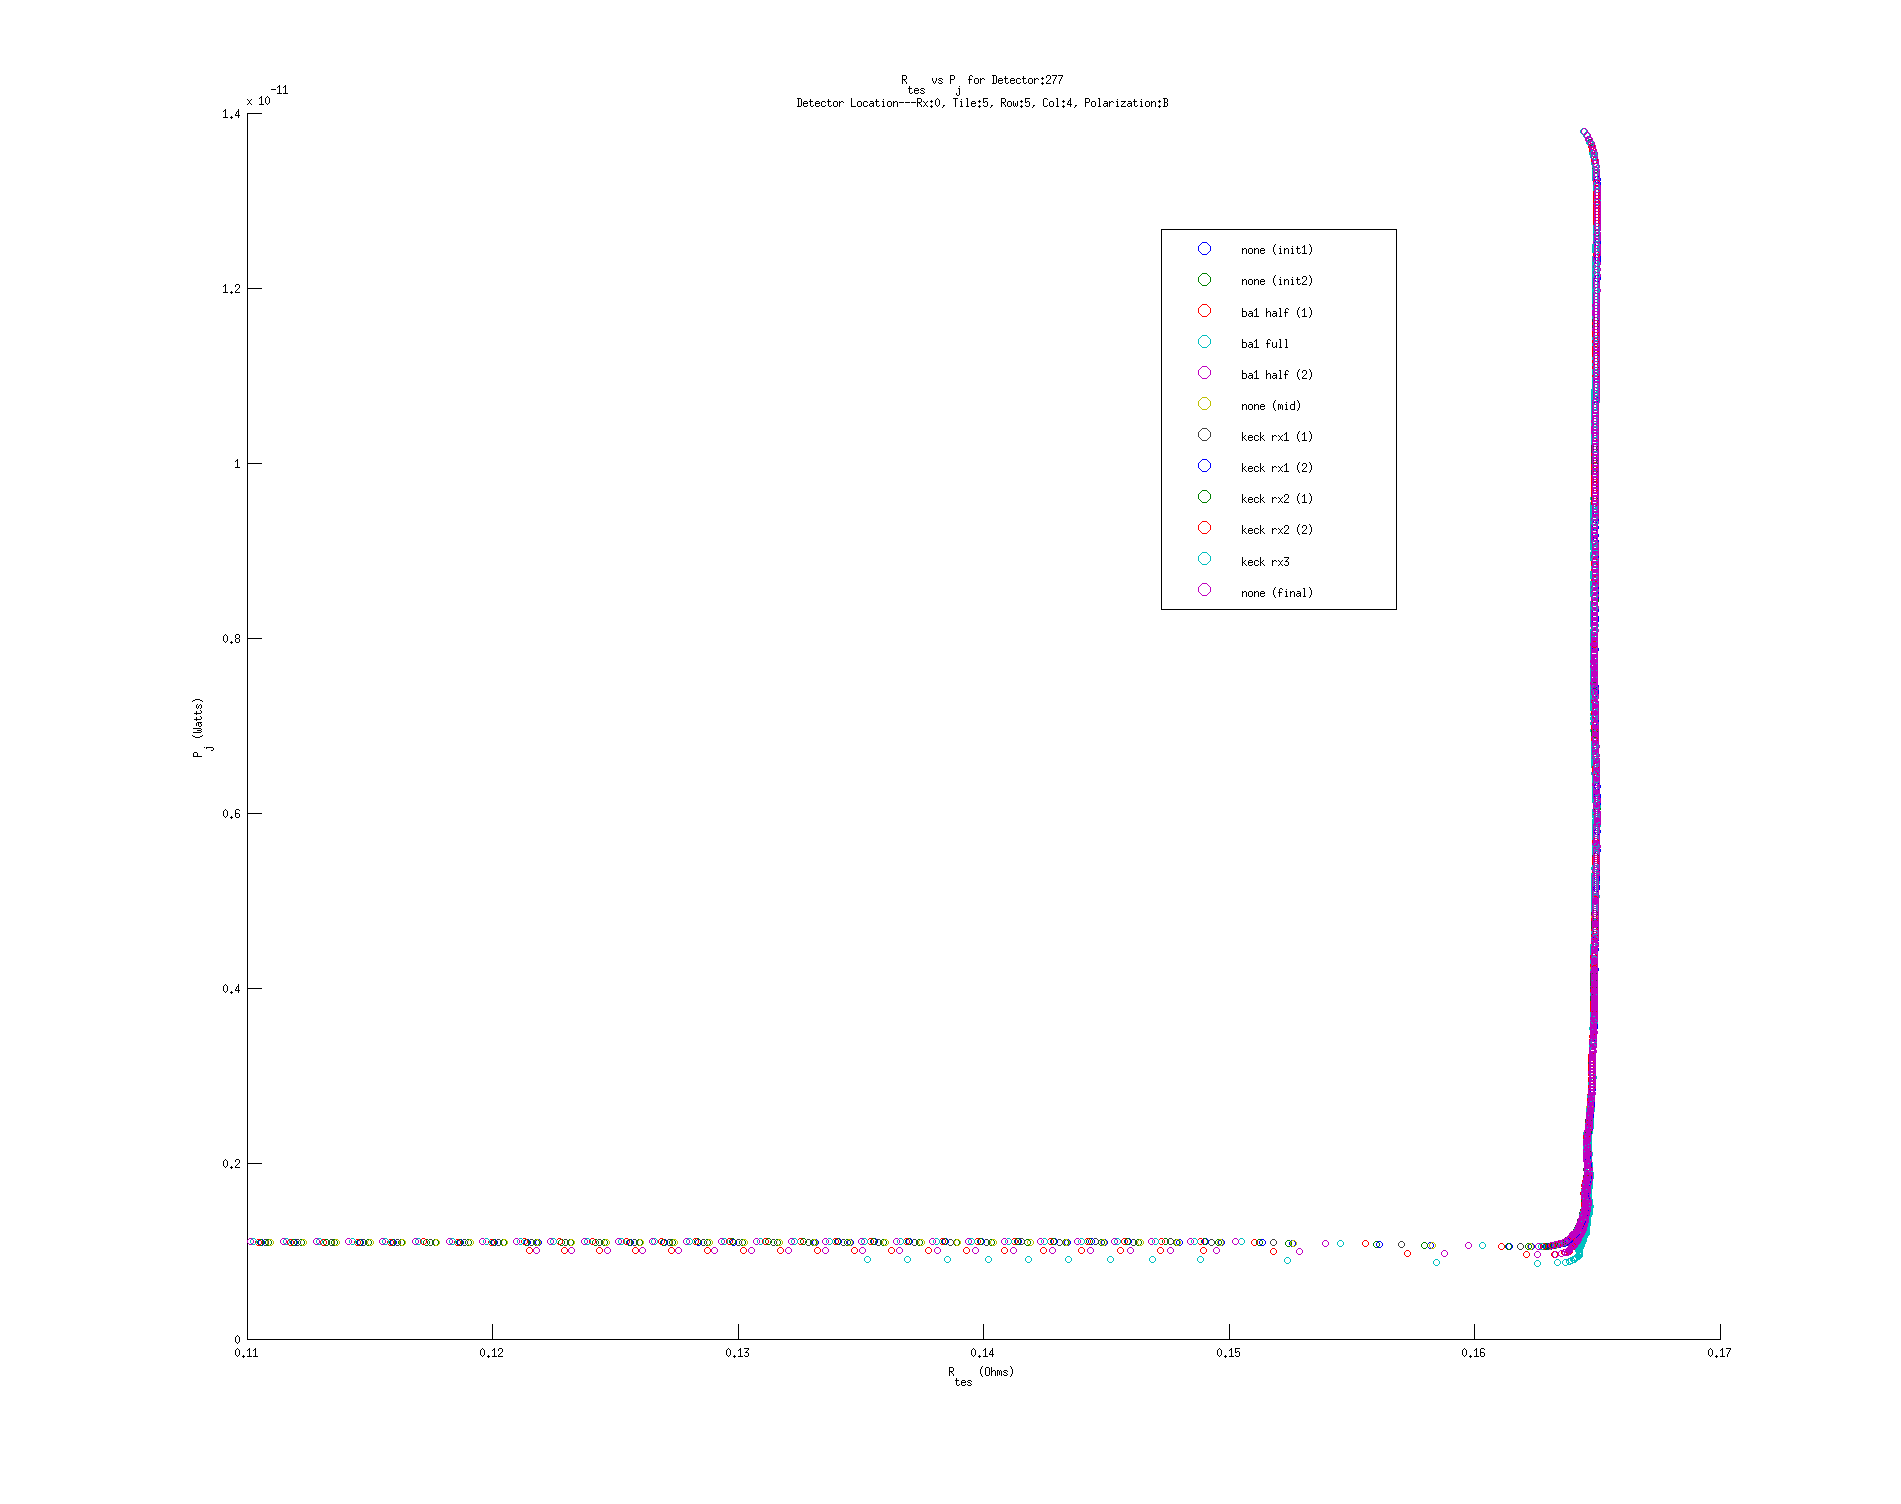 R_tes vs P_j for Detector:277
Detector Location---Rx:0, Tile:5, Row:5, Col:4, Polarization:B
x 10^-11
1.4
1.2
1
0.8
0.6
0.4
0.2
0
P_j (Watts)
none (init1)
none (init2)
ba1 half (1)
ba1 full
ba1 half (2)
none (mid)
keck rx1 (1)
keck rx1 (2)
keck rx2 (1)
keck rx2 (2)
keck rx3
none (final)
0.11 0.12 0.13 0.14 0.15 0.16 0.17
R_tes (Ohms)